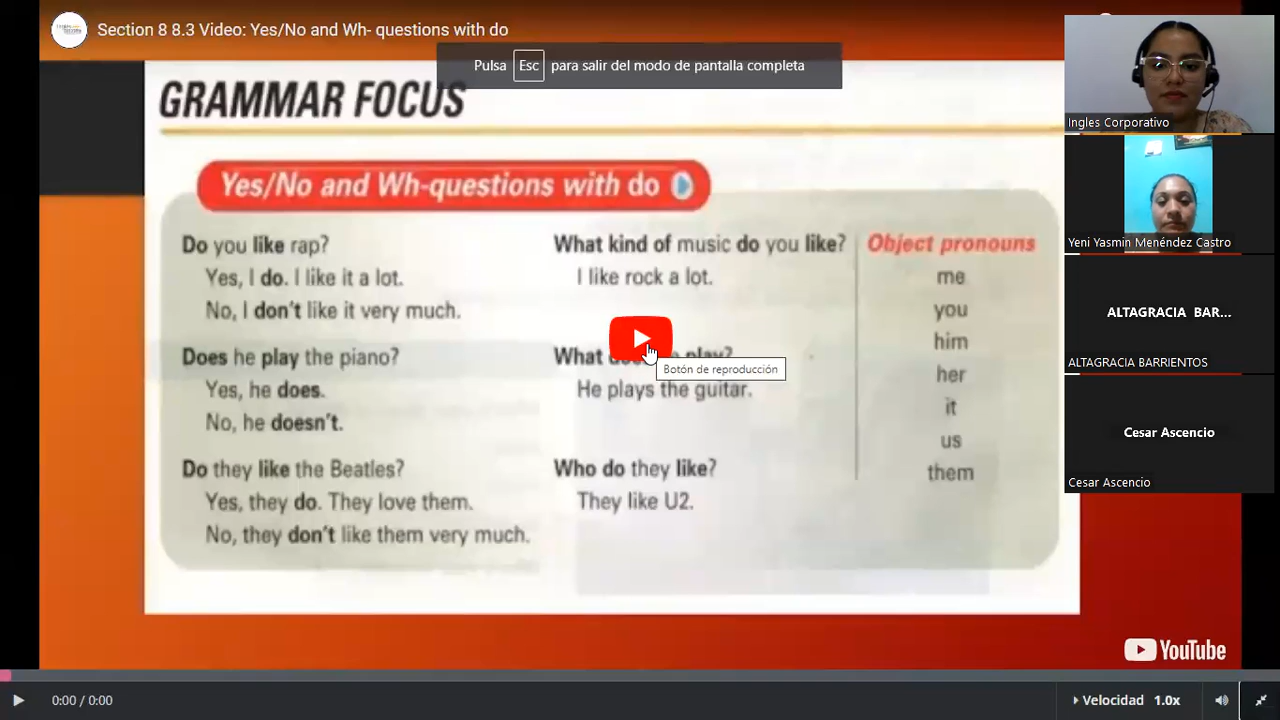 Section 8 8.3 Video: Yes/No and Wh- questions with do
Pulsa Esc para salir del modo de pantalla completa
GRAMMAR FOCUS
Yes/No and Wh-questions with do
Do you like rap?
Yes, I do. I like it a lot.
No, I don't like it very much.
Does he play the piano?
Yes, he does.
No, he doesn't.
Do they like the Beatles?
Yes, they do. They love them.
No, they don't like them very much.
What kind of music do you like?
I like rock a lot.
What play?
Botón de reproducción
He plays the guitar.
Who do they like?
They like U2.
Object pronouns
me
you
him
her
it
us
them
Ingles Corporativo
Yeni Yasmin Menéndez Castro
ALTAGRACIA BAR...
ALTAGRACIA BARRIENTOS
Cesar Ascencio
Cesar Ascencio
YouTube
0:00 / 0:00
Velocidad 1.0x